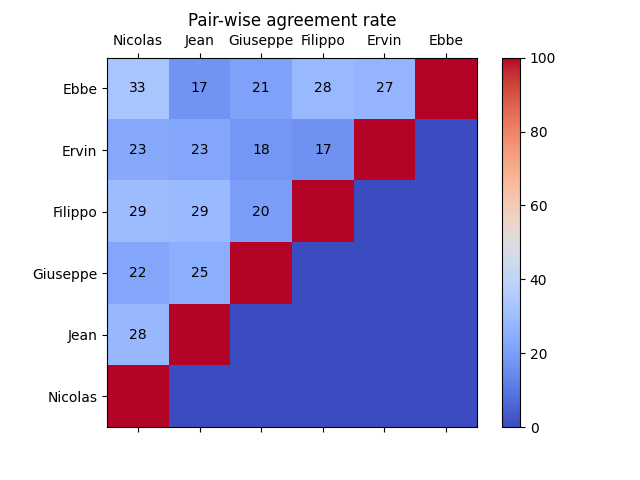 Pair-wise agreement rate
Nicolas Jean Giuseppe Filippo Ervin Ebbe
Ebbe 33 17 21 28 27
Ervin 23 23 18 17
Filippo 29 29 20
Giuseppe 22 25
Jean 28
Nicolas
100
80
60
40
20
0